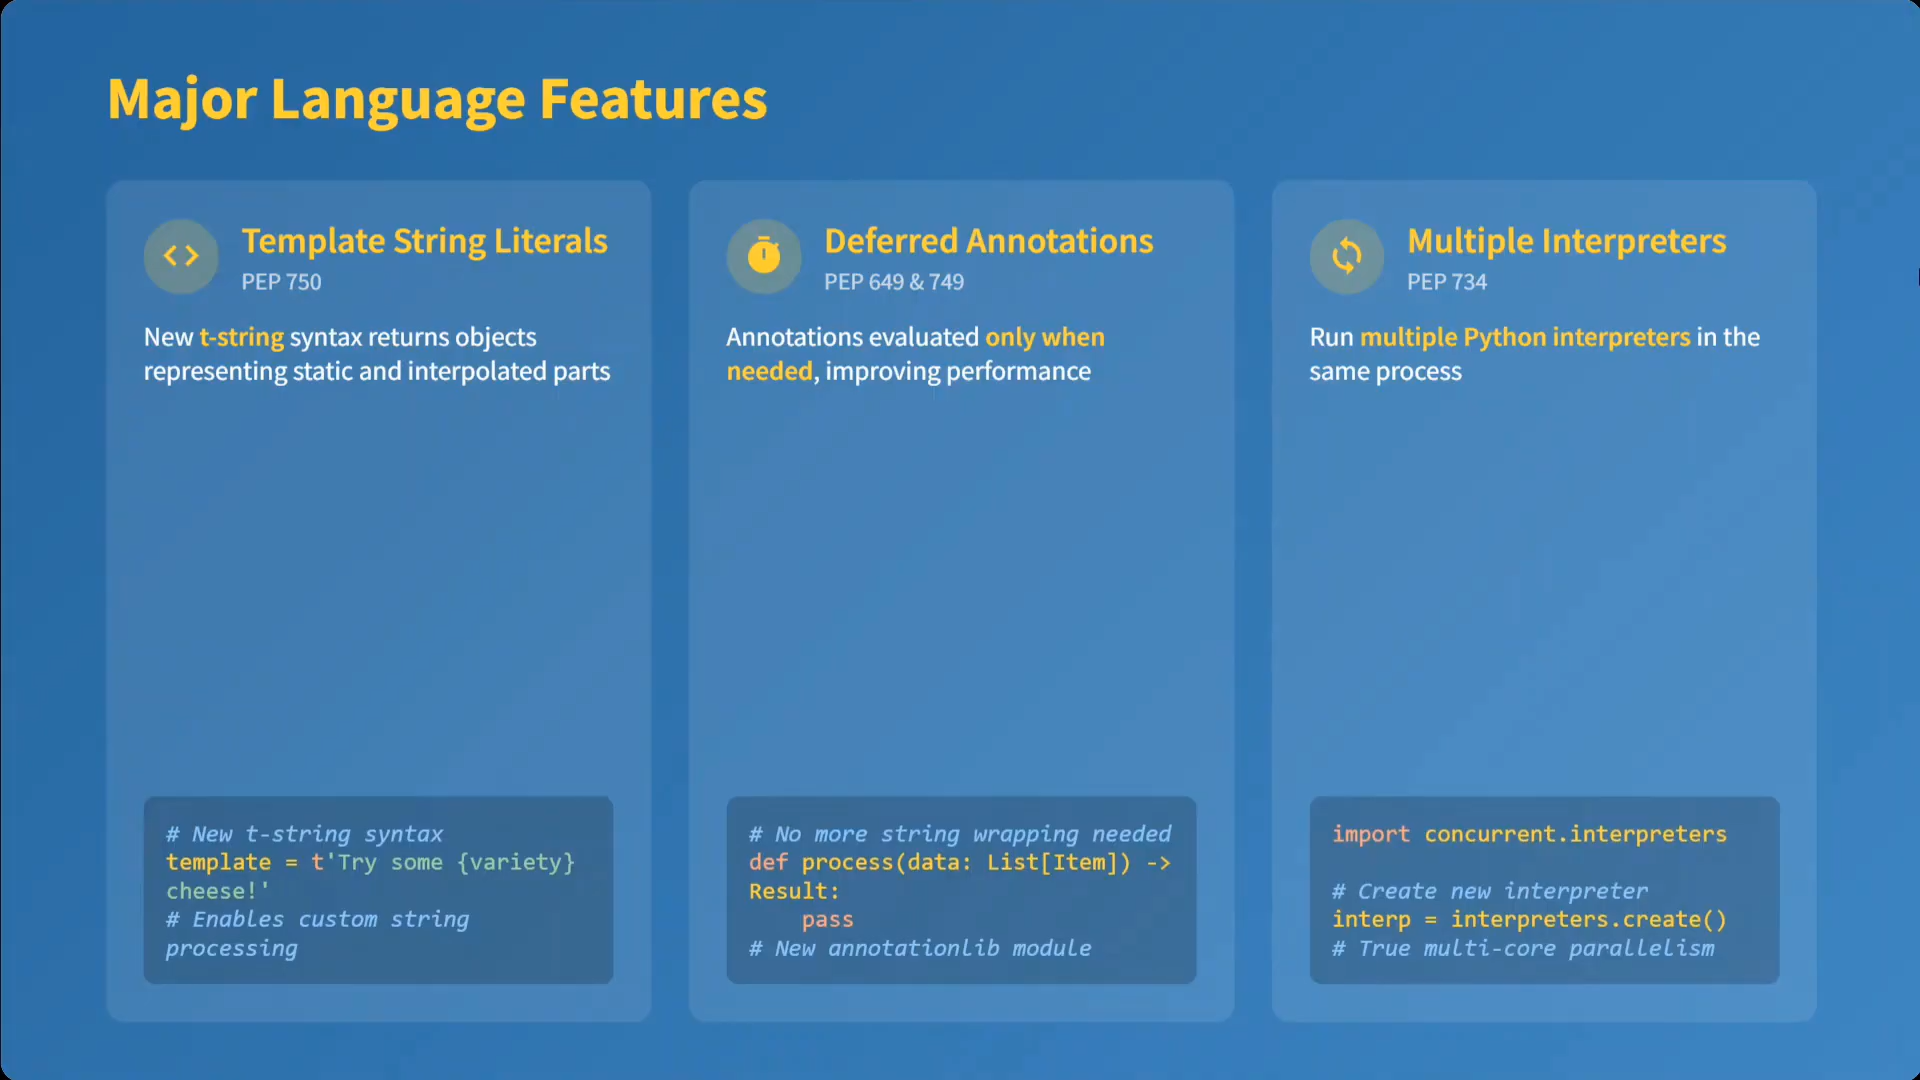 Major Language Features
Template String Literals
PEP 750
New t-string syntax returns objects
representing static and interpolated parts
# New t-string syntax
template = t'Try some {variety}
cheese!'
# Enables custom string
processing
Deferred Annotations
PEP 649 & 749
Annotations evaluated only when
needed, improving performance
# No more string wrapping needed
def process(data: List[Item]) ->
Result:
    pass
# New annotationlib module
Multiple Interpreters
PEP 734
Run multiple Python interpreters in the
same process
import concurrent.interpreters
# Create new interpreter
interp = interpreters.create()
# True multi-core parallelism